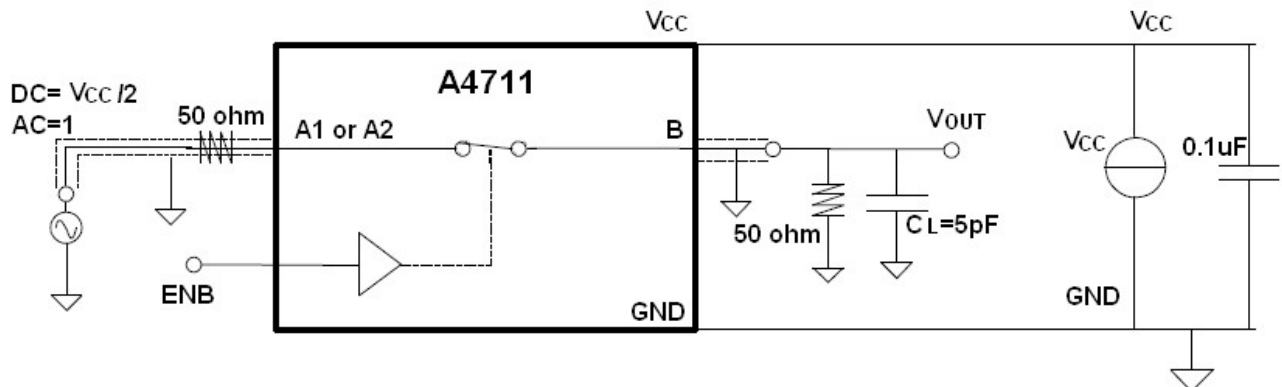 VCC
VCC
A4711
DC= VCC /2
AC=1
50 ohm
A1 or A2
B
VOUT
VCC
0.1uF
50 ohm
CL=5pF
ENB
GND
GND